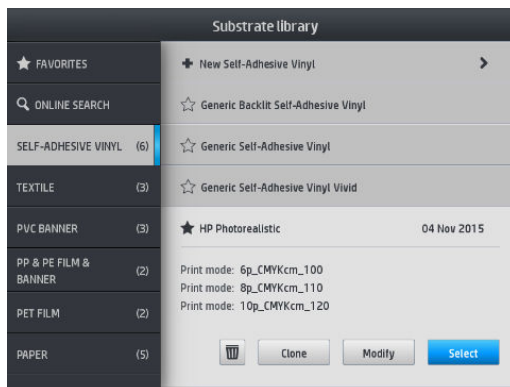 Substrate library
FAVORITES
ONLINE SEARCH
SELF-ADHESIVE VINYL (6)
TEXTILE (3)
PVC BANNER (3)
PP & PE FILM &
BANNER (2)
PET FILM (2)
PAPER (5)
New Self-Adhesive Vinyl
Generic Backlit Self-Adhesive Vinyl
Generic Self-Adhesive Vinyl
Generic Self-Adhesive Vinyl Vivid
HP Photorealistic 04 Nov 2015
Print mode: 6p_CMYKcm_100
Print mode: 8p_CMYKcm_110
Print mode: 10p_CMYKcm_120
Clone Modify Select